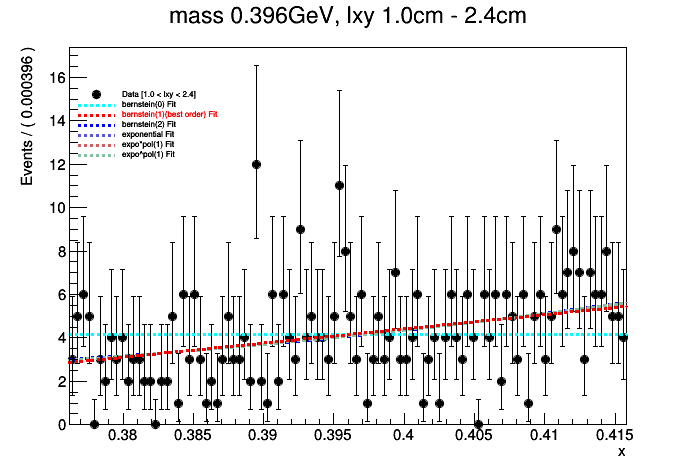 mass 0.396GeV, lxy 1.0cm - 2.4cm
Events / ( 0.000396 )
16
14
12
10
8
6
4
2
0
Data [1.0 < lxy < 2.4]
bernstein(0) Fit
bernstein(1)(best order) Fit
bernstein(2) Fit
exponential Fit
expo*pol(1) Fit
expo^pol(1) Fit
0.38 0.385 0.39 0.395 0.4 0.405 0.41 0.415
x